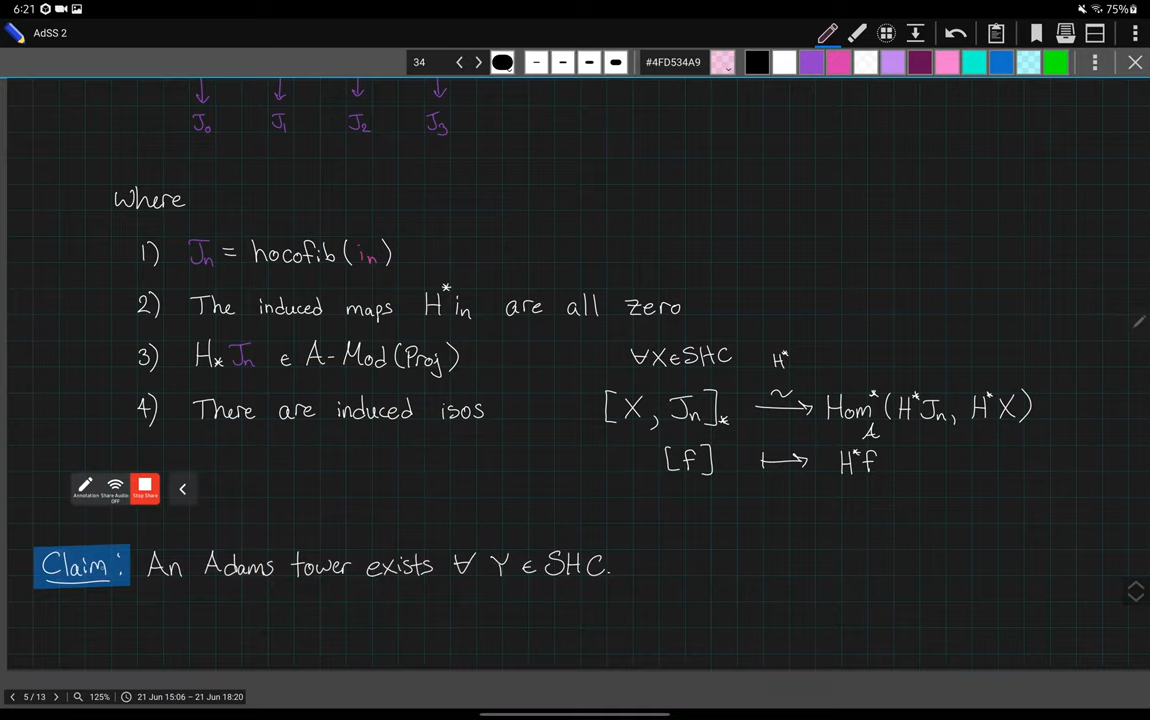 6:21
75%
AdSS 2
34
#4FD534A9
J₀ J₁ J₂ J₃
Where
1) Jn = hocofib(in)
2) The induced maps H*in are all zero
3) H* Jn ∈ A-Mod(Proj)
∀X∈SHC H*
4) There are induced isos [X, Jn]* ~→ Hom*A(H*Jn, H*X)
[f] ↦ H*f
Annotation Share Audio: OFF Stop Share
Claim: An Adams tower exists ∀ Y ∈ SHC.
5 / 13 125% 21 Jun 15:06 – 21 Jun 18:20